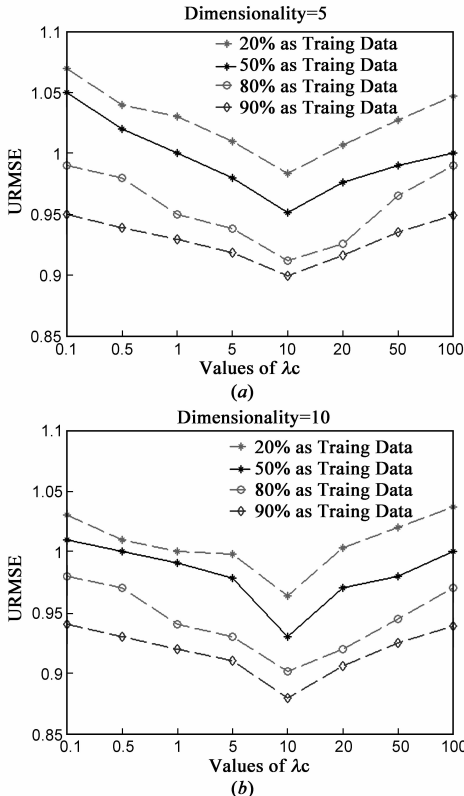 Dimensionality=5
1.1
1.05
1
0.95
0.9
0.85
URMSE
20% as Traing Data
50% as Traing Data
80% as Traing Data
90% as Traing Data
0.1 0.5 1 5 10 20 50 100
Values of λc
(a)
Dimensionality=10
1.1
1.05
1
0.95
0.9
0.85
URMSE
20% as Traing Data
50% as Traing Data
80% as Traing Data
90% as Traing Data
0.1 0.5 1 5 10 20 50 100
Values of λc
(b)